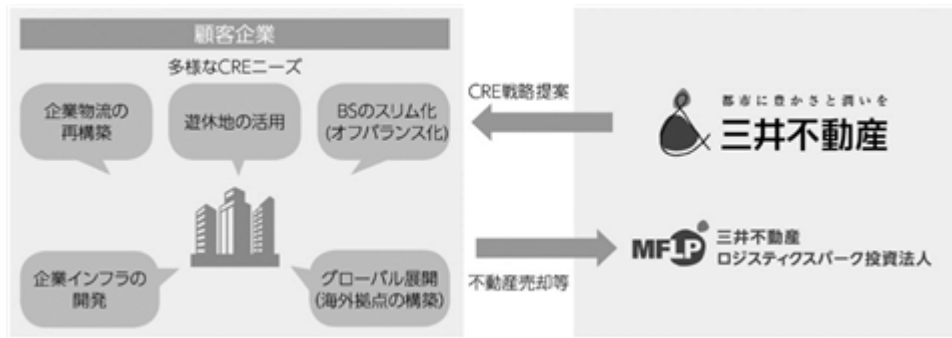 顧客企業
多様なCREニーズ
企業物流の
再構築
遊休地の活用
BSのスリム化
(オフバランス化)
企業インフラの
開発
グローバル展開
(海外拠点の構築)
CRE戦略提案
不動産売却等
都市に豊かさと潤いを
三井不動産
MFLP
三井不動産
ロジスティクスパーク投資法人